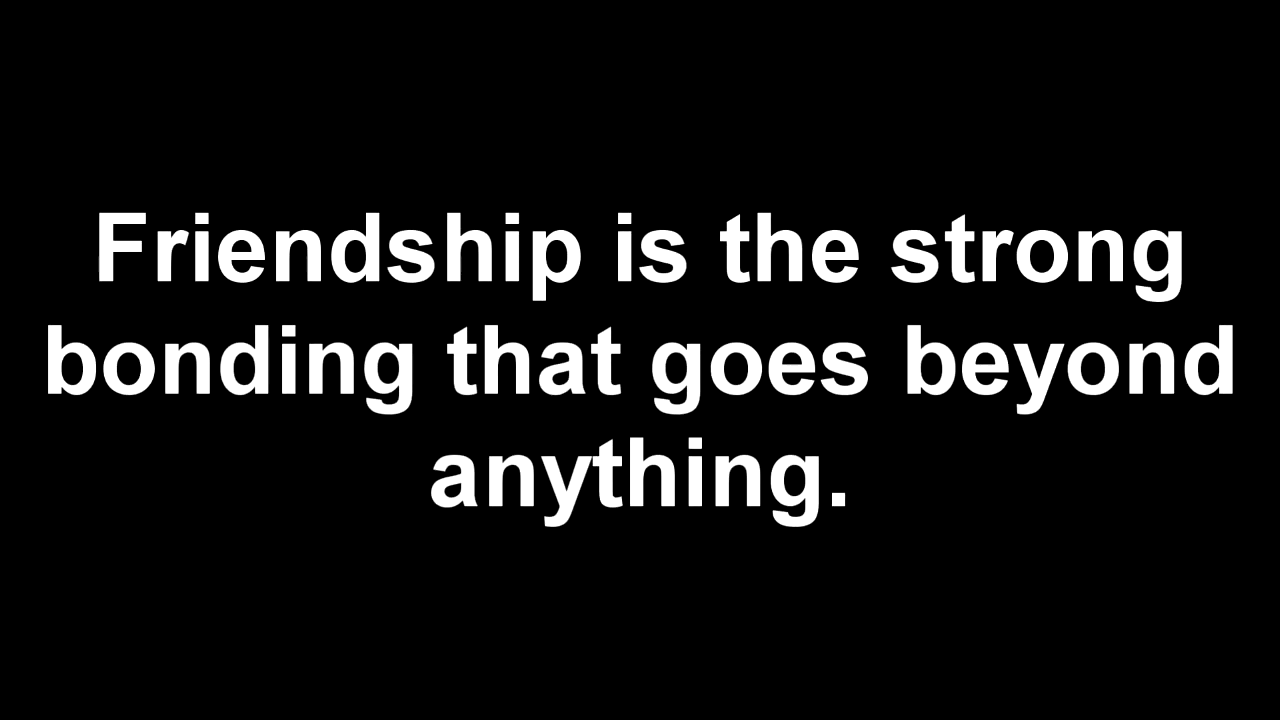 Friendship is the strong
bonding that goes beyond
anything.